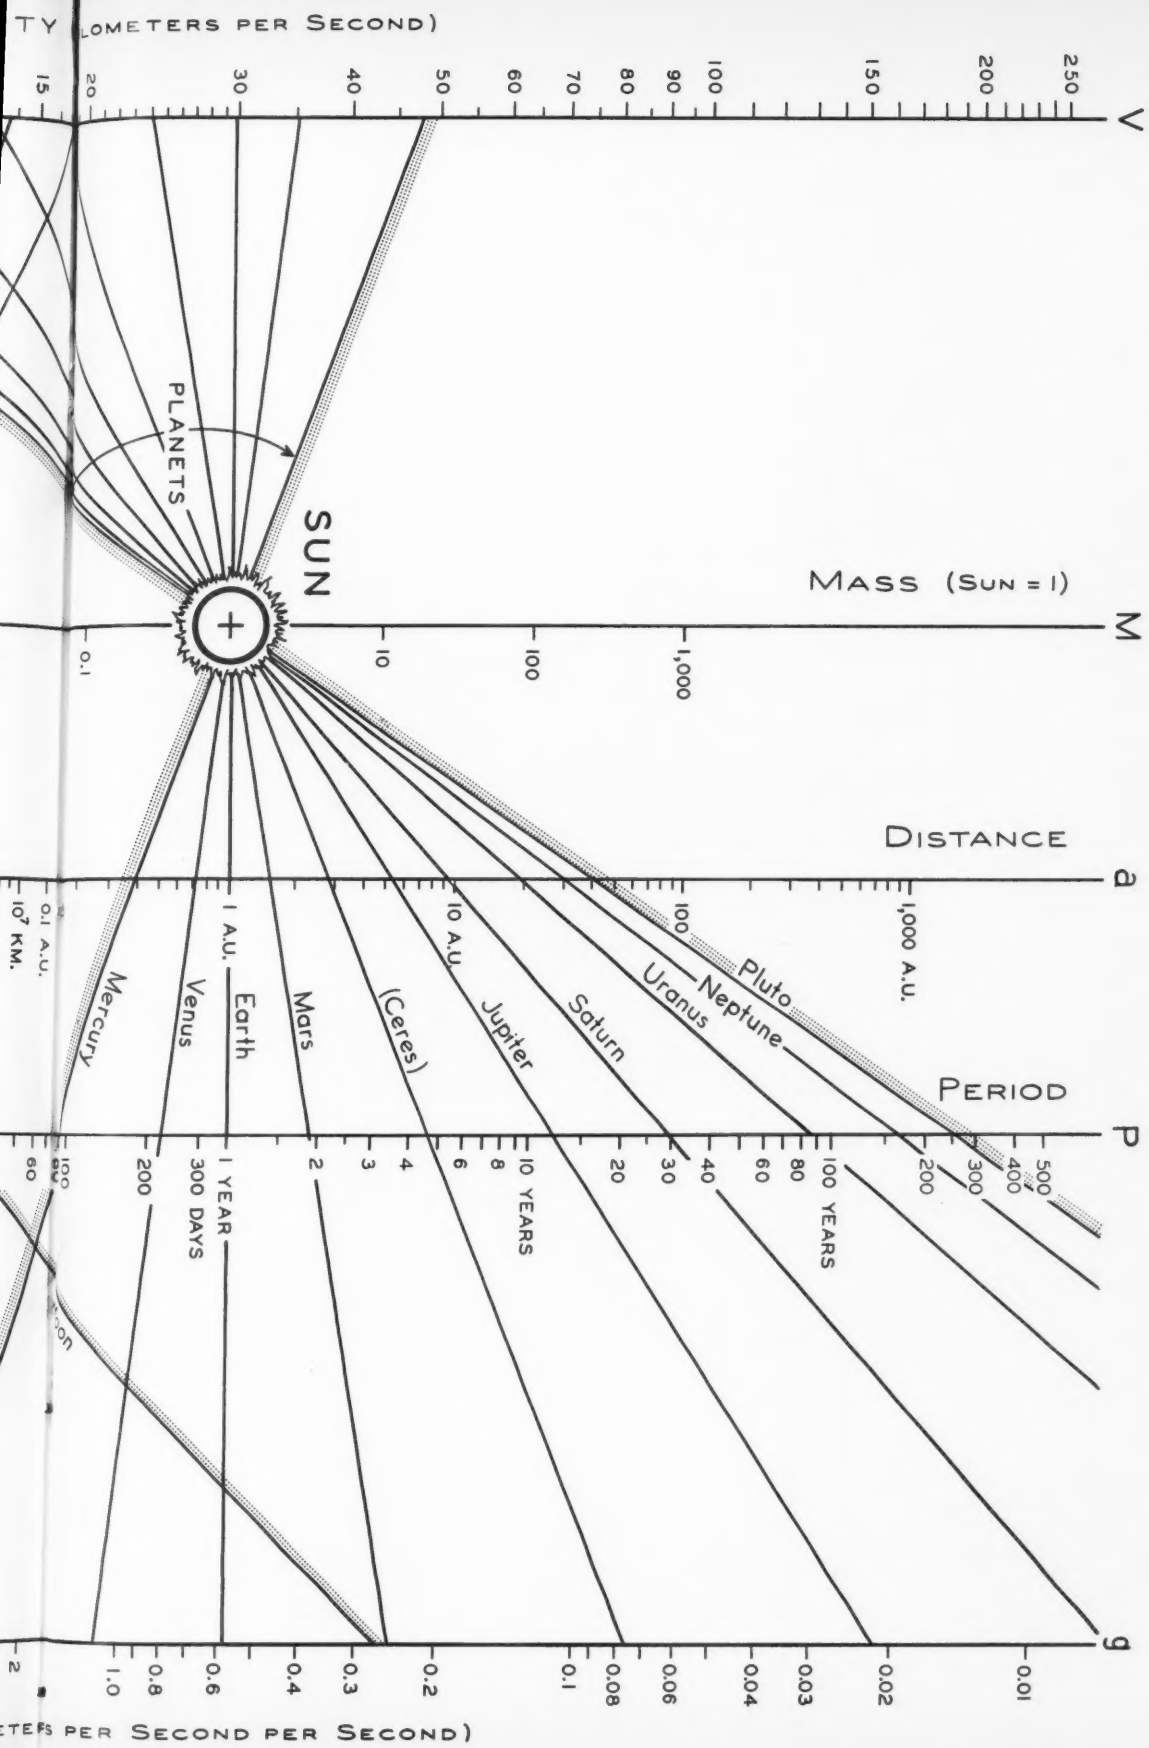 TY LOMETERS PER SECOND)
15 20 30 40 50 60 70 80 90 100 150 200 250
V
PLANETS
SUN
MASS (SUN = 1)
M
0.1 10 100 1,000
DISTANCE
a
10⁷ KM. 0.1 A.U. 1 A.U. 10 A.U. 100 1,000 A.U.
Mercury
Venus
Earth
Mars
(Ceres)
Jupiter
Saturn
Uranus
Neptune
Pluto
PERIOD
P
60 80 100 200 300 DAYS 1 YEAR 2 3 4 6 8 10 YEARS 20 30 40 60 80 100 YEARS 200 300 400 500
oon
g
2 1.0 0.8 0.6 0.4 0.3 0.2 0.1 0.08 0.06 0.04 0.03 0.02 0.01
ETERS PER SECOND PER SECOND)